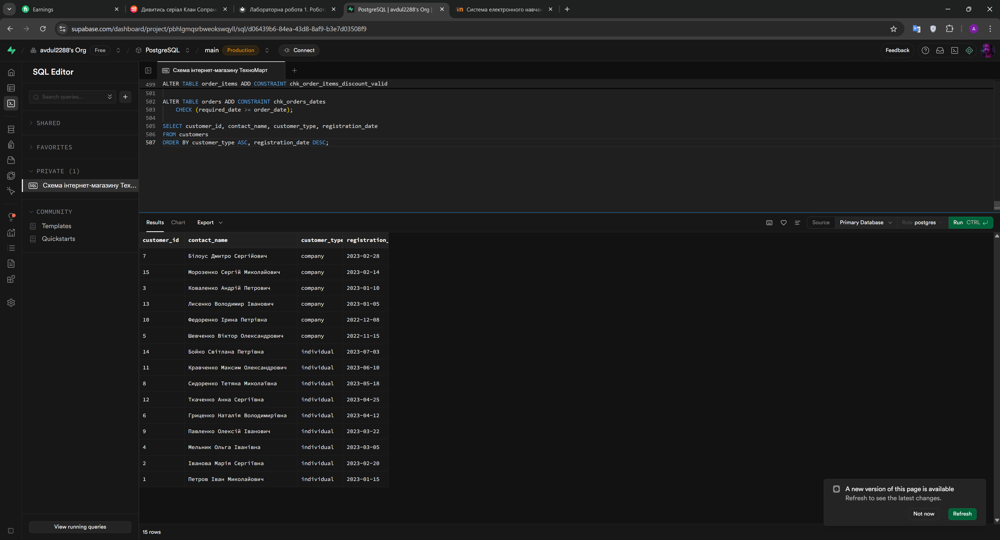 Earnings
Дивитись серіал Клан Сопран
Лабораторна робота 1. Робот
PostgreSQL | avdul2288's Org |
Система електронного навчан
supabase.com/dashboard/project/pbhlgmqsrbweokswqyll/sql/d06439b6-84ea-43d8-8af9-b3e7d03508f9
A
avdul2288's Org Free / PostgreSQL / main Production Connect
Feedback
SQL Editor
Search queries...
SHARED
FAVORITES
PRIVATE (1)
SQL Схема інтернет-магазину Тех...
COMMUNITY
Templates
Quickstarts
View running queries
SQL Схема інтернет-магазину ТехноМарт
499 ALTER TABLE order_items ADD CONSTRAINT chk_order_items_discount_valid
501
502 ALTER TABLE orders ADD CONSTRAINT chk_orders_dates
503 CHECK (required_date >= order_date);
504
505 SELECT customer_id, contact_name, customer_type, registration_date
506 FROM customers
507 ORDER BY customer_type ASC, registration_date DESC;
Results Chart Export
Source Primary Database Role postgres Run CTRL
customer_id contact_name customer_type registration_
7 Білоус Дмитро Сергійович company 2023-02-28
15 Морозенко Сергій Миколайович company 2023-02-14
3 Коваленко Андрій Петрович company 2023-01-10
13 Лисенко Володимир Іванович company 2023-01-05
10 Федоренко Ірина Петрівна company 2022-12-08
5 Шевченко Віктор Олександрович company 2022-11-15
14 Бойко Світлана Петрівна individual 2023-07-03
11 Кравченко Максим Олександрович individual 2023-06-10
8 Сидоренко Тетяна Миколаївна individual 2023-05-18
12 Ткаченко Анна Сергіївна individual 2023-04-25
6 Гриценко Наталія Володимирівна individual 2023-04-12
9 Павленко Олексій Іванович individual 2023-03-22
4 Мельник Ольга Іванівна individual 2023-03-05
2 Іванова Марія Сергіївна individual 2023-02-20
1 Петров Іван Миколайович individual 2023-01-15
15 rows
A new version of this page is available
Refresh to see the latest changes.
Not now
Refresh